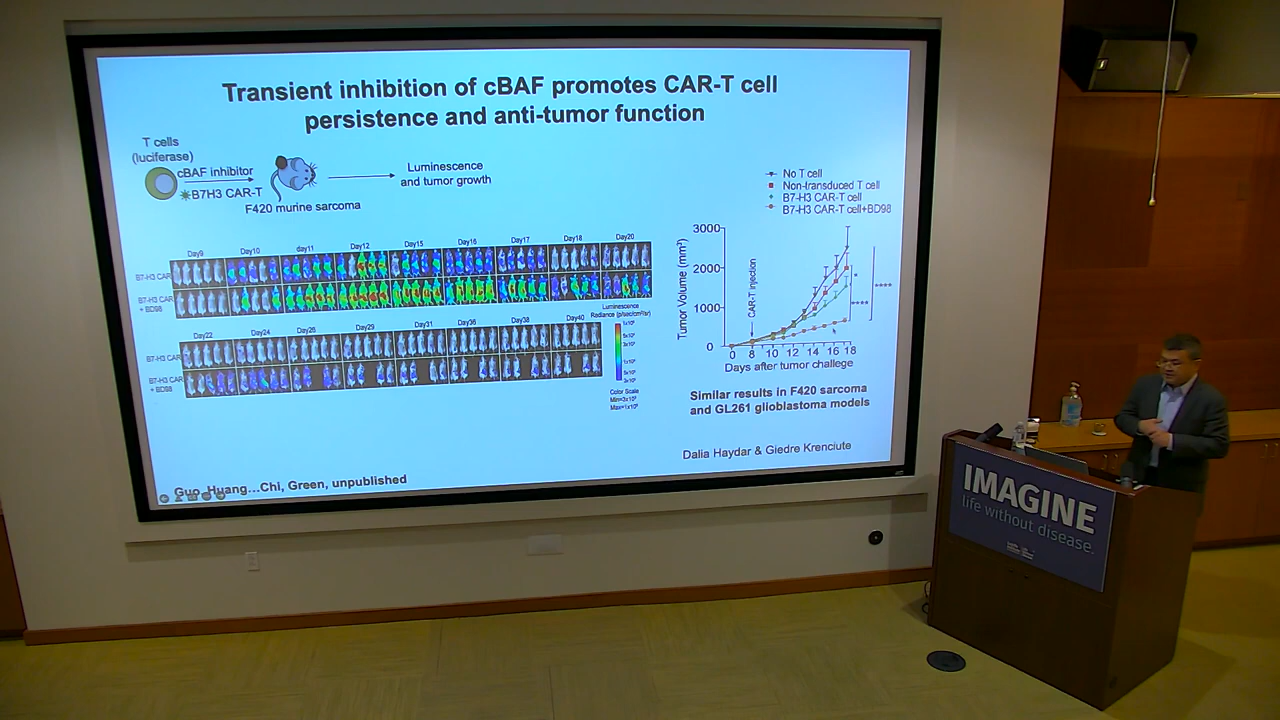 Transient inhibition of cBAF promotes CAR-T cell
persistence and anti-tumor function
T cells
(luciferase)
cBAF inhibitor
B7H3 CAR-T
F420 murine sarcoma
Luminescence
and tumor growth
Day9 Day10 day11 Day12 Day15 Day16 Day17 Day18 Day20
B7-H3 CAR
B7-H3 CAR
+ BD98
Day22 Day24 Day26 Day29 Day31 Day36 Day38 Day40
B7-H3 CAR
B7-H3 CAR
+ BD98
Luminescence
Radiance (p/sec/cm²/sr)
Color Scale
No T cell
Non-transduced T cell
B7-H3 CAR-T cell
B7-H3 CAR-T cell+BD98
Tumor Volume (mm³)
3000
2000
1000
0
CAR-T injection
*
****
****
0 8 10 12 14 16 18
Days after tumor challege
Similar results in F420 sarcoma
and GL261 glioblastoma models
Dalia Haydar & Giedre Krenciute
Guo, Huang...Chi, Green, unpublished
IMAGINE
life without disease.